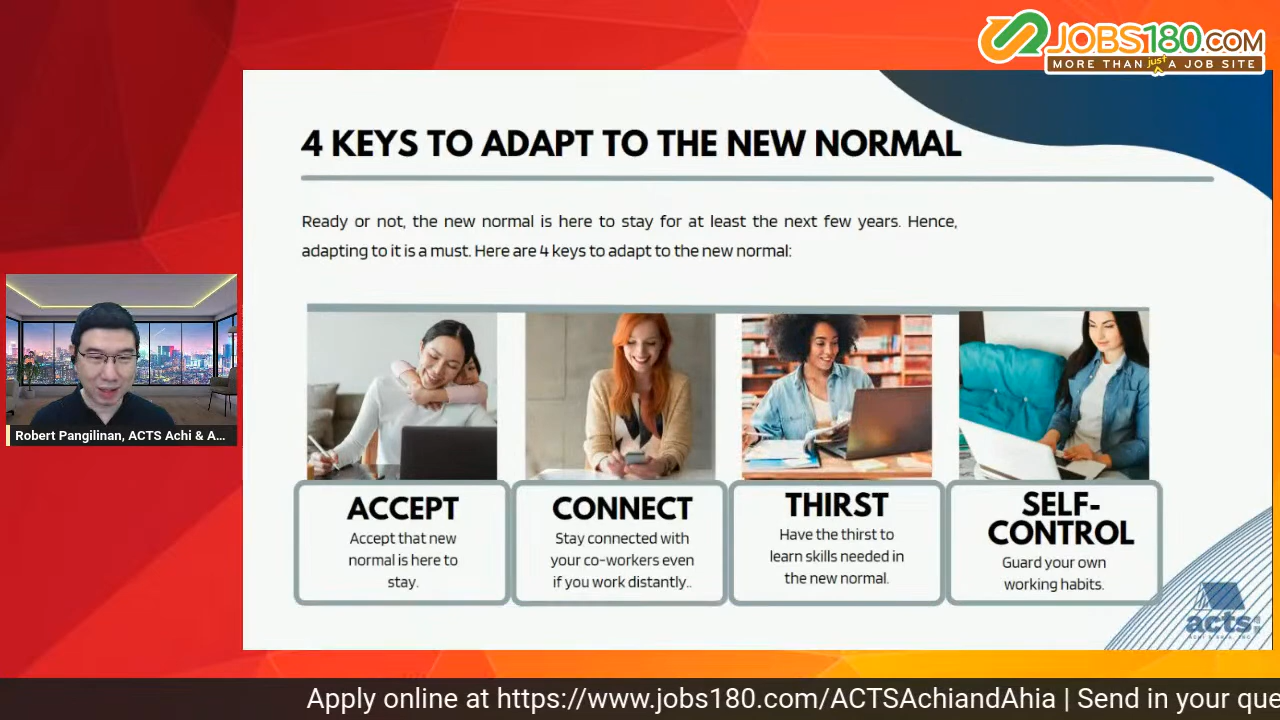 JOBS180.COM
MORE THAN just A JOB SITE
4 KEYS TO ADAPT TO THE NEW NORMAL
Ready or not, the new normal is here to stay for at least the next few years. Hence,
adapting to it is a must. Here are 4 keys to adapt to the new normal:
Robert Pangilinan, ACTS Achi & A...
ACCEPT
Accept that new
normal is here to
stay.
CONNECT
Stay connected with
your co-workers even
if you work distantly..
THIRST
Have the thirst to
learn skills needed in
the new normal.
SELF-
CONTROL
Guard your own
working habits.
acts
Apply online at https://www.jobs180.com/ACTSAchiandAhia | Send in your que